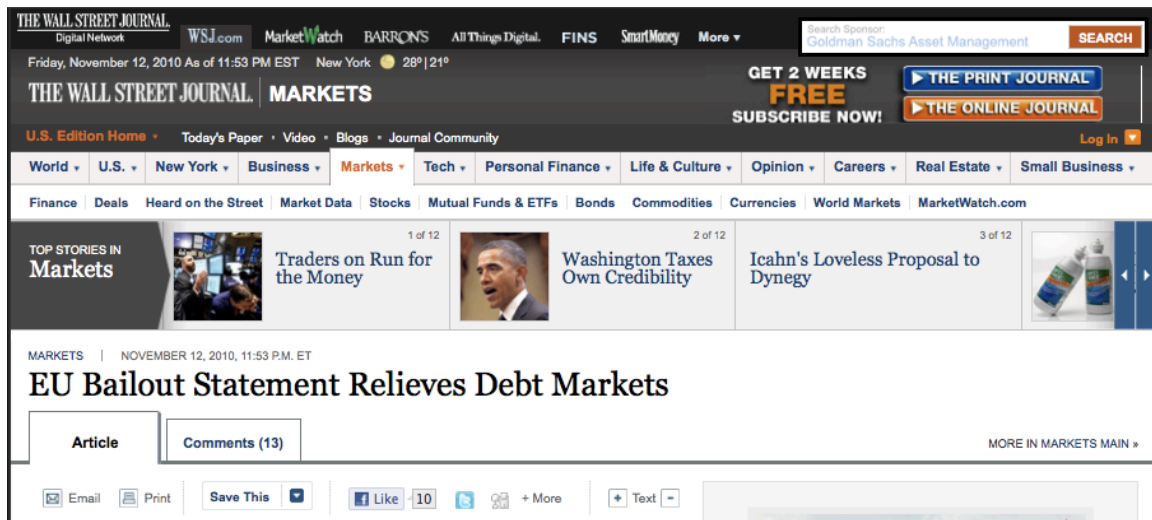 THE WALL STREET JOURNAL.
Digital Network
WSJ.com MarketWatch BARRON'S All Things Digital. FINS SmartMoney More
Search Sponsor:
Goldman Sachs Asset Management
SEARCH
Friday, November 12, 2010 As of 11:53 PM EST New York 28º|21º
THE WALL STREET JOURNAL. MARKETS
GET 2 WEEKS
FREE
SUBSCRIBE NOW!
THE PRINT JOURNAL
THE ONLINE JOURNAL
U.S. Edition Home Today's Paper • Video • Blogs • Journal Community Log In
World U.S. New York Business Markets Tech Personal Finance Life & Culture Opinion Careers Real Estate Small Business
Finance Deals Heard on the Street Market Data Stocks Mutual Funds & ETFs Bonds Commodities Currencies World Markets MarketWatch.com
TOP STORIES IN
Markets
1 of 12
Traders on Run for
the Money
2 of 12
Washington Taxes
Own Credibility
3 of 12
Icahn's Loveless Proposal to
Dynegy
MARKETS | NOVEMBER 12, 2010, 11:53 P.M. ET
EU Bailout Statement Relieves Debt Markets
Article Comments (13) MORE IN MARKETS MAIN »
Email Print Save This Like 10 + More + Text -